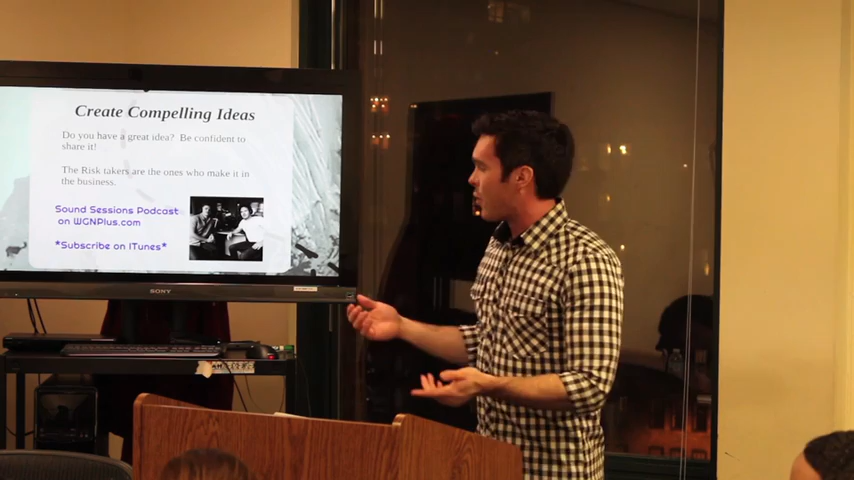 Create Compelling Ideas
Do you have a great idea?  Be confident to
share it!
The Risk takers are the ones who make it in
the business.
Sound Sessions Podcast
on WGNPlus.com
*Subscribe on ITunes*
SONY